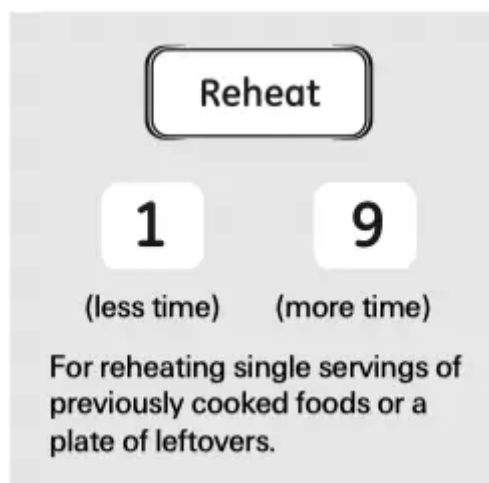 Reheat
1 9
(less time) (more time)
For reheating single servings of
previously cooked foods or a
plate of leftovers.